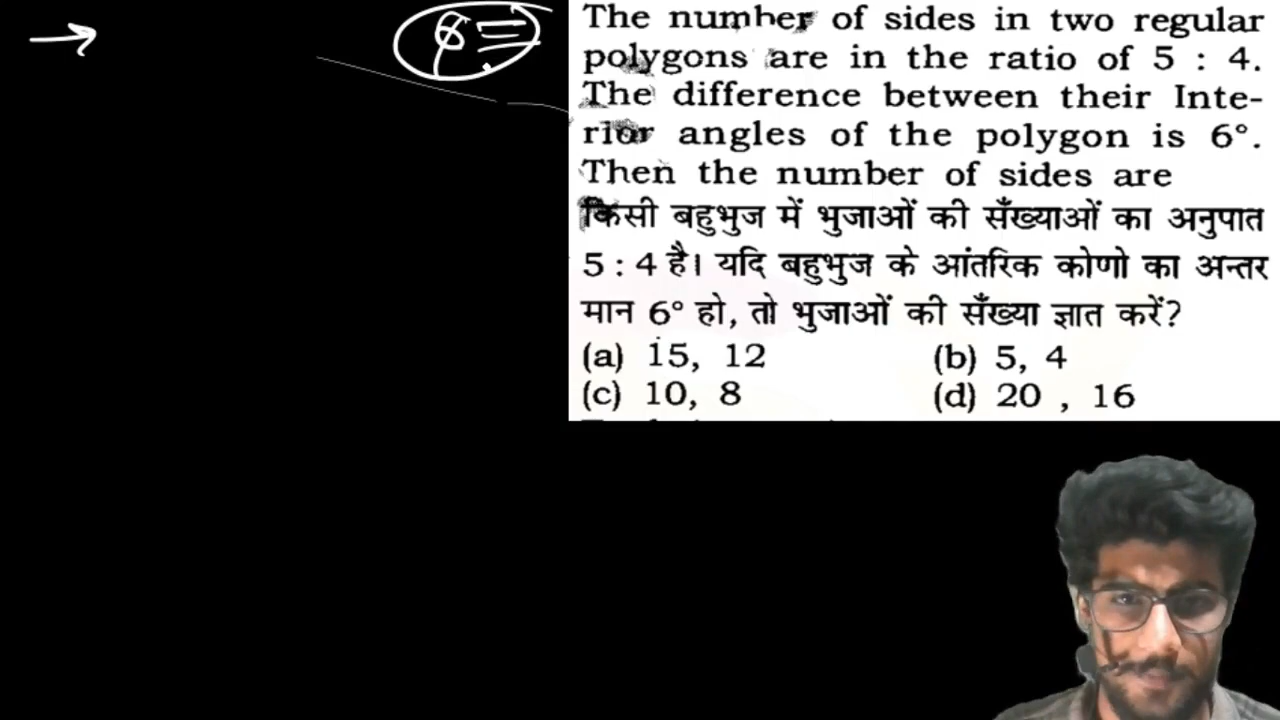 The number of sides in two regular
polygons are in the ratio of 5 : 4.
The difference between their Inte-
rior angles of the polygon is 6°.
Then the number of sides are
किसी बहुभुज में भुजाओं की सँख्याओं का अनुपात
5 : 4 है। यदि बहुभुज के आंतरिक कोणो का अन्तर
मान 6° हो, तो भुजाओं की सँख्या ज्ञात करें?
(a) 15, 12 (b) 5, 4
(c) 10, 8 (d) 20 , 16